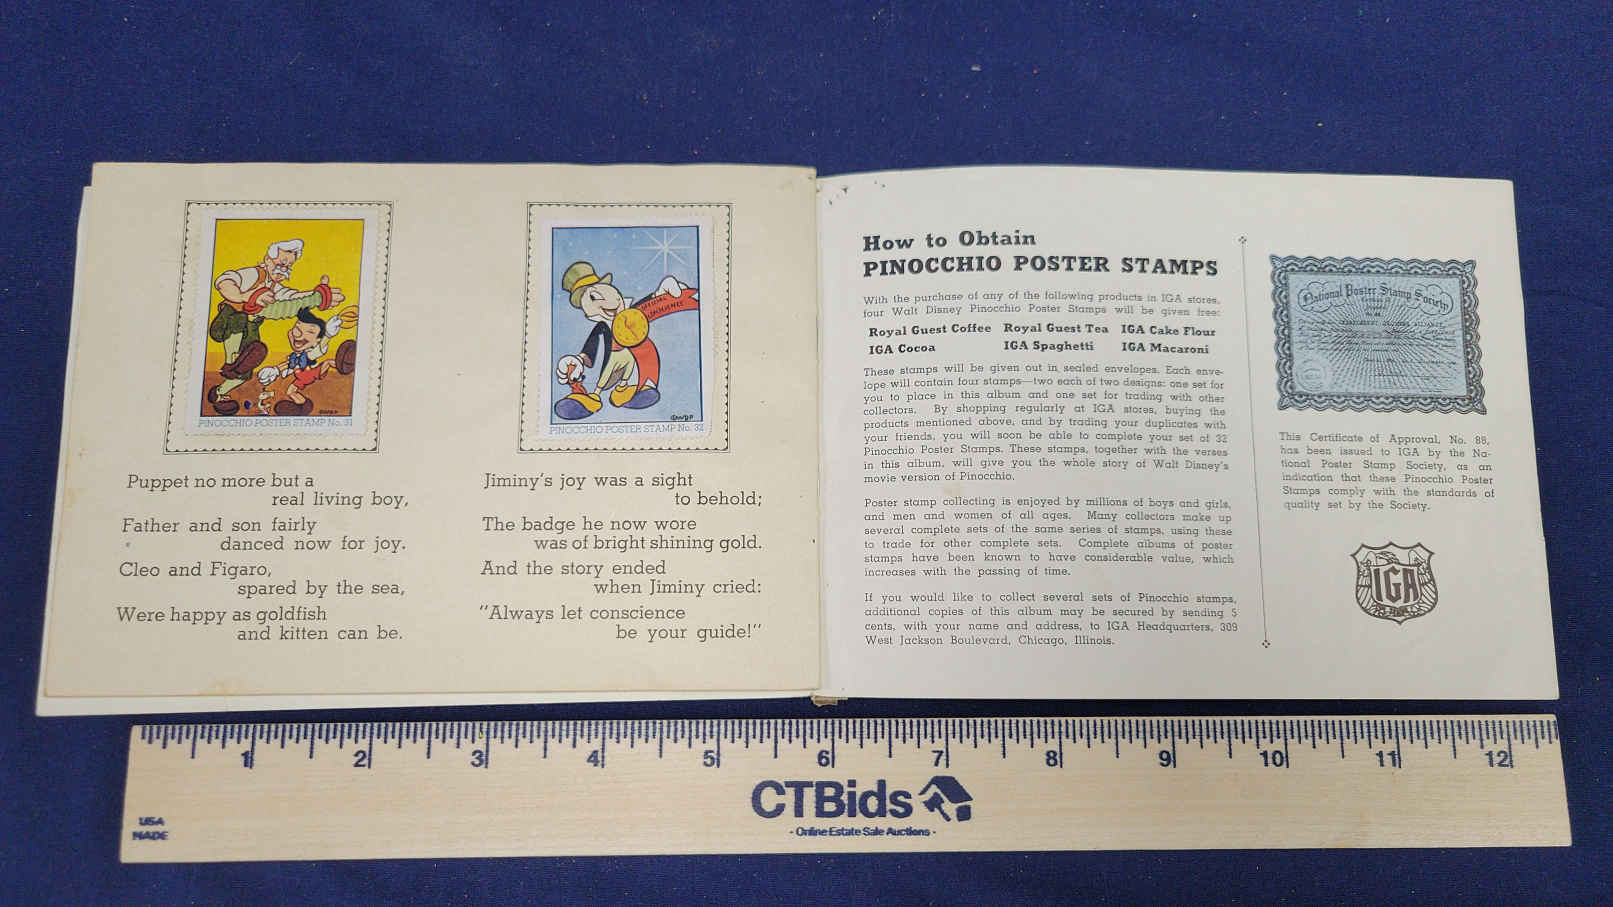 OFFICIAL
CONSCIENCE
©W.D.P.
©W.D.P.
PINOCCHIO POSTER STAMP No. 31
PINOCCHIO POSTER STAMP No. 32
Puppet no more but a
real living boy,
Father and son fairly
danced now for joy.
Cleo and Figaro,
spared by the sea,
Were happy as goldfish
and kitten can be.
Jiminy's joy was a sight
to behold;
The badge he now wore
was of bright shining gold.
And the story ended
when Jiminy cried:
"Always let conscience
be your guide!"
How to Obtain
PINOCCHIO POSTER STAMPS
With the purchase of any of the following products in IGA stores,
four Walt Disney Pinocchio Poster Stamps will be given free:
Royal Guest Coffee Royal Guest Tea IGA Cake Flour
IGA Cocoa IGA Spaghetti IGA Macaroni
These stamps will be given out in sealed envelopes. Each enve-
lope will contain four stamps—two each of two designs: one set for
you to place in this album and one set for trading with other
collectors. By shopping regularly at IGA stores, buying the
products mentioned above, and by trading your duplicates with
your friends, you will soon be able to complete your set of 32
Pinocchio Poster Stamps. These stamps, together with the verses
in this album, will give you the whole story of Walt Disney's
movie version of Pinocchio.
Poster stamp collecting is enjoyed by millions of boys and girls,
and men and women of all ages. Many collectors make up
several complete sets of the same series of stamps, using these
to trade for other complete sets. Complete albums of poster
stamps have been known to have considerable value, which
increases with the passing of time.
If you would like to collect several sets of Pinocchio stamps,
additional copies of this album may be secured by sending 5
cents, with your name and address, to IGA Headquarters, 309
West Jackson Boulevard, Chicago, Illinois.
National Poster Stamp Society
This Certificate of Approval, No. 88,
has been issued to IGA by the Na-
tional Poster Stamp Society, as an
indication that these Pinocchio Poster
Stamps comply with the standards of
quality set by the Society.
IGA
1 2 3 4 5 6 7 8 9 10 11 12
CTBids
- Online Estate Sale Auctions -
USA
MADE